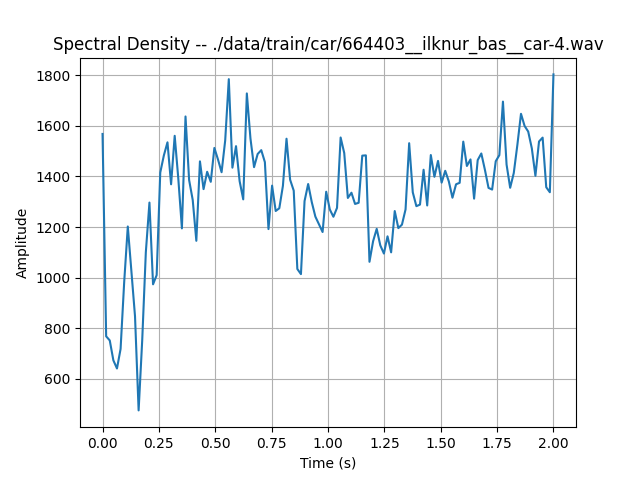 Spectral Density -- ./data/train/car/664403__ilknur_bas__car-4.wav
1800
1600
1400
1200
1000
800
600
Amplitude
0.00 0.25 0.50 0.75 1.00 1.25 1.50 1.75 2.00
Time (s)